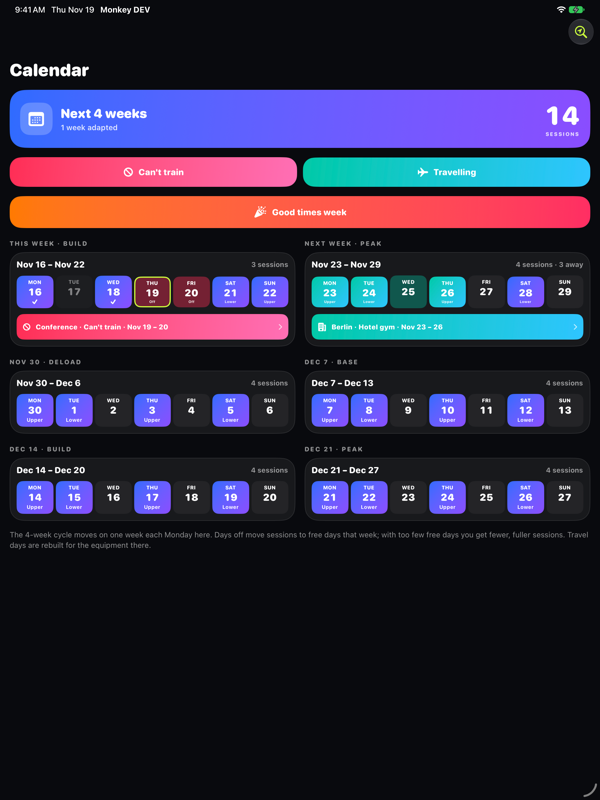 9:41 AM Thu Nov 19 Monkey DEV
Calendar
Next 4 weeks
1 week adapted
14
SESSIONS
Can't train
Travelling
Good times week
THIS WEEK · BUILD
Nov 16 – Nov 22
3 sessions
MON TUE WED THU FRI SAT SUN
16 17 18 19 20 21 22
Off Off Lower Upper
Conference · Can't train · Nov 19 – 20
NEXT WEEK · PEAK
Nov 23 – Nov 29
4 sessions · 3 away
MON TUE WED THU FRI SAT SUN
23 24 25 26 27 28 29
Upper Lower Upper Lower
Berlin · Hotel gym · Nov 23 – 26
NOV 30 · DELOAD
Nov 30 – Dec 6
4 sessions
MON TUE WED THU FRI SAT SUN
30 1 2 3 4 5 6
Upper Lower Upper Lower
DEC 7 · BASE
Dec 7 – Dec 13
4 sessions
MON TUE WED THU FRI SAT SUN
7 8 9 10 11 12 13
Upper Lower Upper Lower
DEC 14 · BUILD
Dec 14 – Dec 20
4 sessions
MON TUE WED THU FRI SAT SUN
14 15 16 17 18 19 20
Upper Lower Upper Lower
DEC 21 · PEAK
Dec 21 – Dec 27
4 sessions
MON TUE WED THU FRI SAT SUN
21 22 23 24 25 26 27
Upper Lower Upper Lower
The 4-week cycle moves on one week each Monday here. Days off move sessions to free days that week; with too few free days you get fewer, fuller sessions. Travel
days are rebuilt for the equipment there.